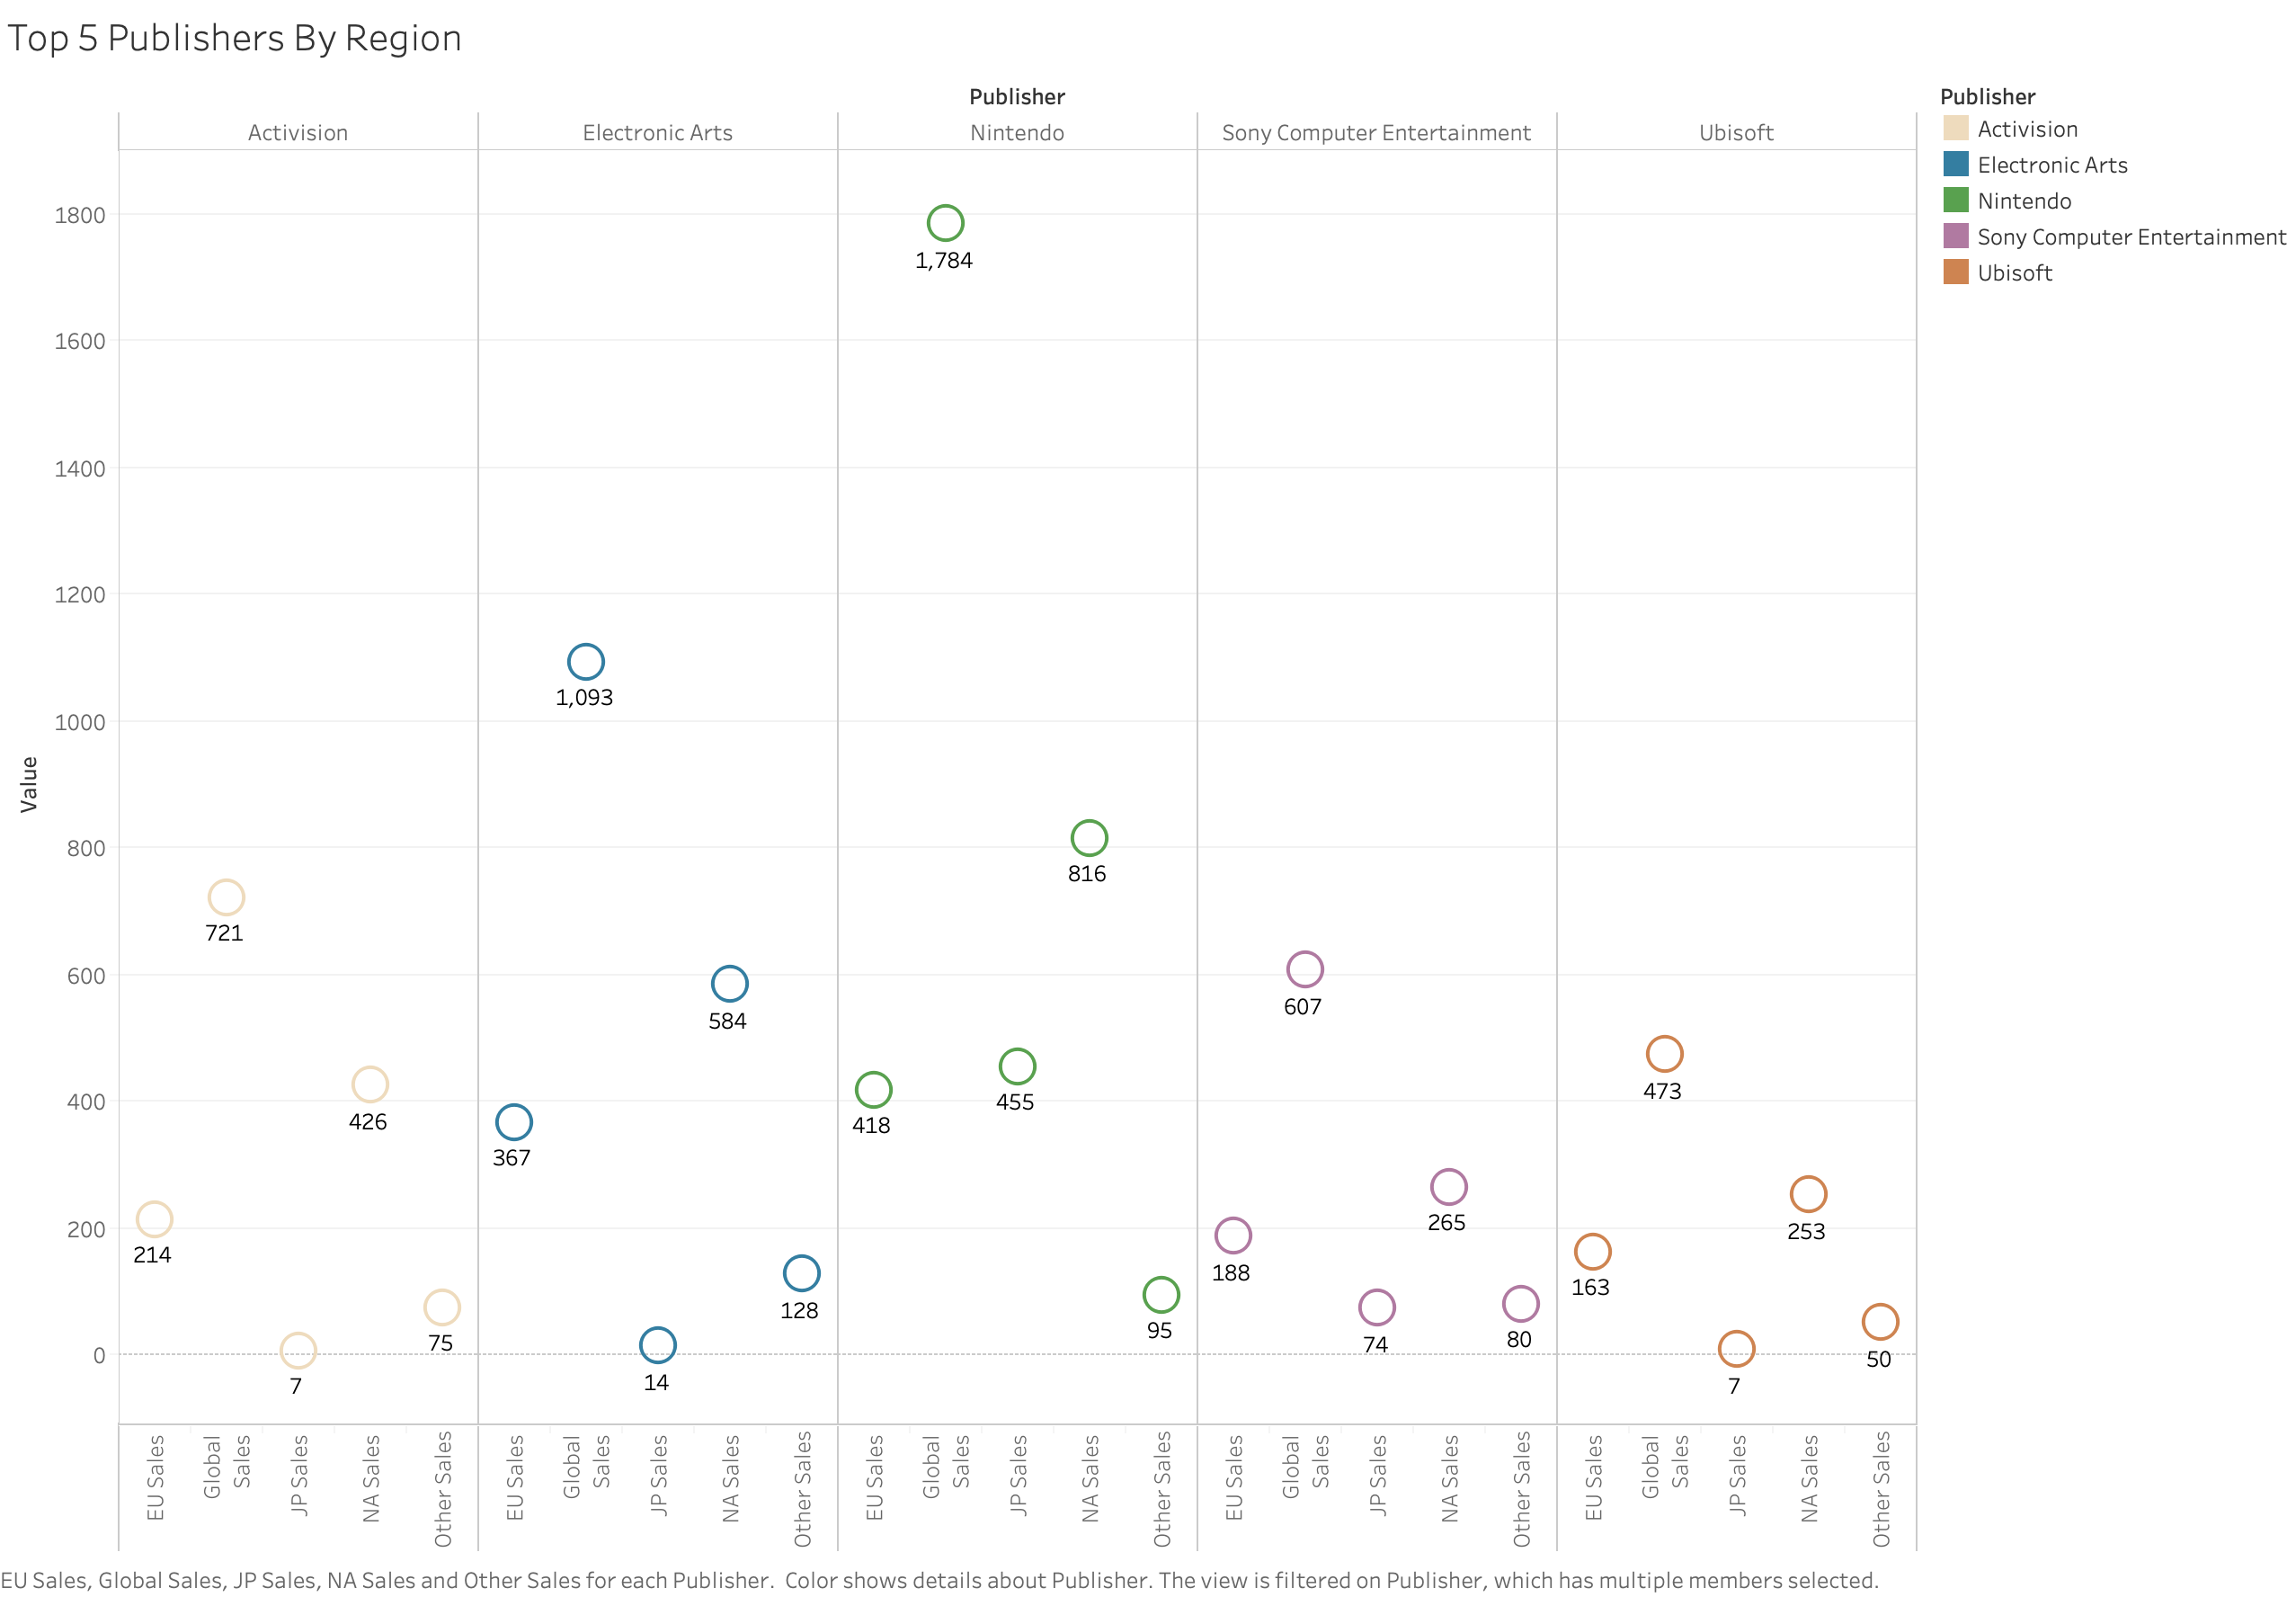 Top 5 Publishers By Region
Publisher
Activision Electronic Arts Nintendo Sony Computer Entertainment Ubisoft
Publisher
Activision
Electronic Arts
Nintendo
Sony Computer Entertainment
Ubisoft
Value
1800
1600
1400
1200
1000
800
600
400
200
0
214
721
7
426
75
367
1,093
14
584
128
418
1,784
455
816
95
188
607
74
265
80
163
473
7
253
50
EU Sales
Global
Sales
JP Sales
NA Sales
Other Sales
EU Sales
Global
Sales
JP Sales
NA Sales
Other Sales
EU Sales
Global
Sales
JP Sales
NA Sales
Other Sales
EU Sales
Global
Sales
JP Sales
NA Sales
Other Sales
EU Sales
Global
Sales
JP Sales
NA Sales
Other Sales
EU Sales, Global Sales, JP Sales, NA Sales and Other Sales for each Publisher.  Color shows details about Publisher. The view is filtered on Publisher, which has multiple members selected.